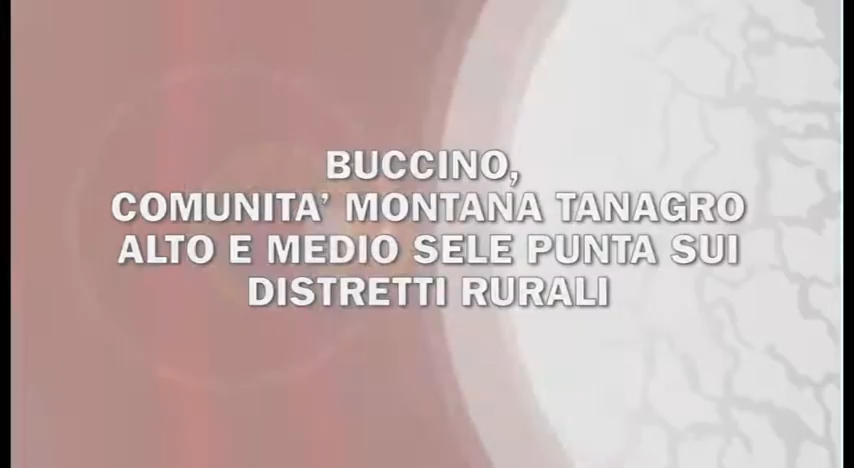 BUCCINO,
COMUNITA' MONTANA TANAGRO
ALTO E MEDIO SELE PUNTA SUI
DISTRETTI RURALI